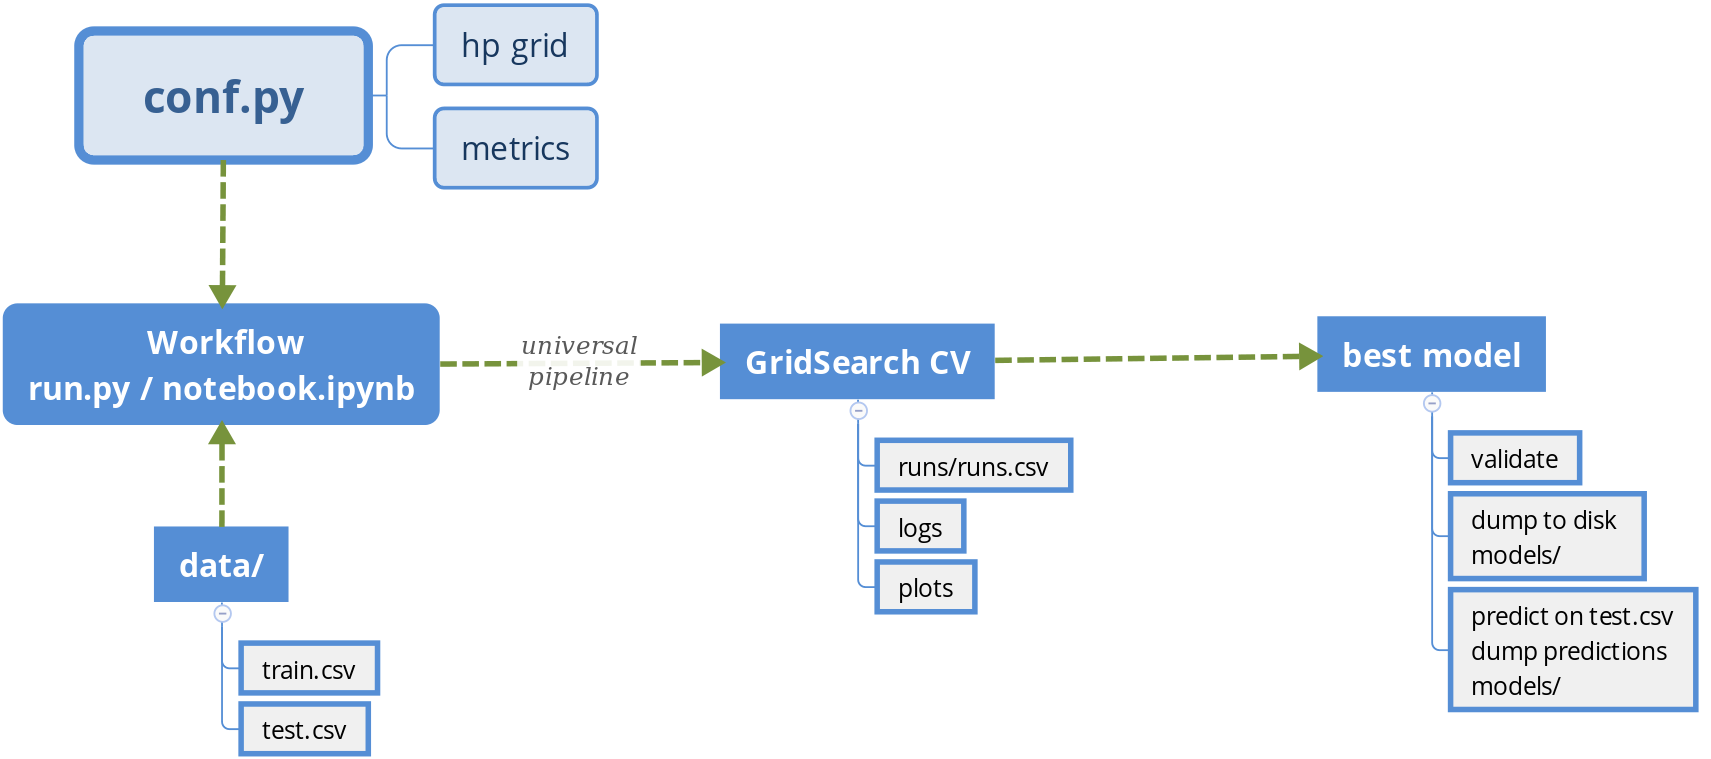 conf.py
hp grid
metrics
Workflow
run.py / notebook.ipynb
universal
pipeline
GridSearch CV
best model
data/
train.csv
test.csv
runs/runs.csv
logs
plots
validate
dump to disk
models/
predict on test.csv
dump predictions
models/